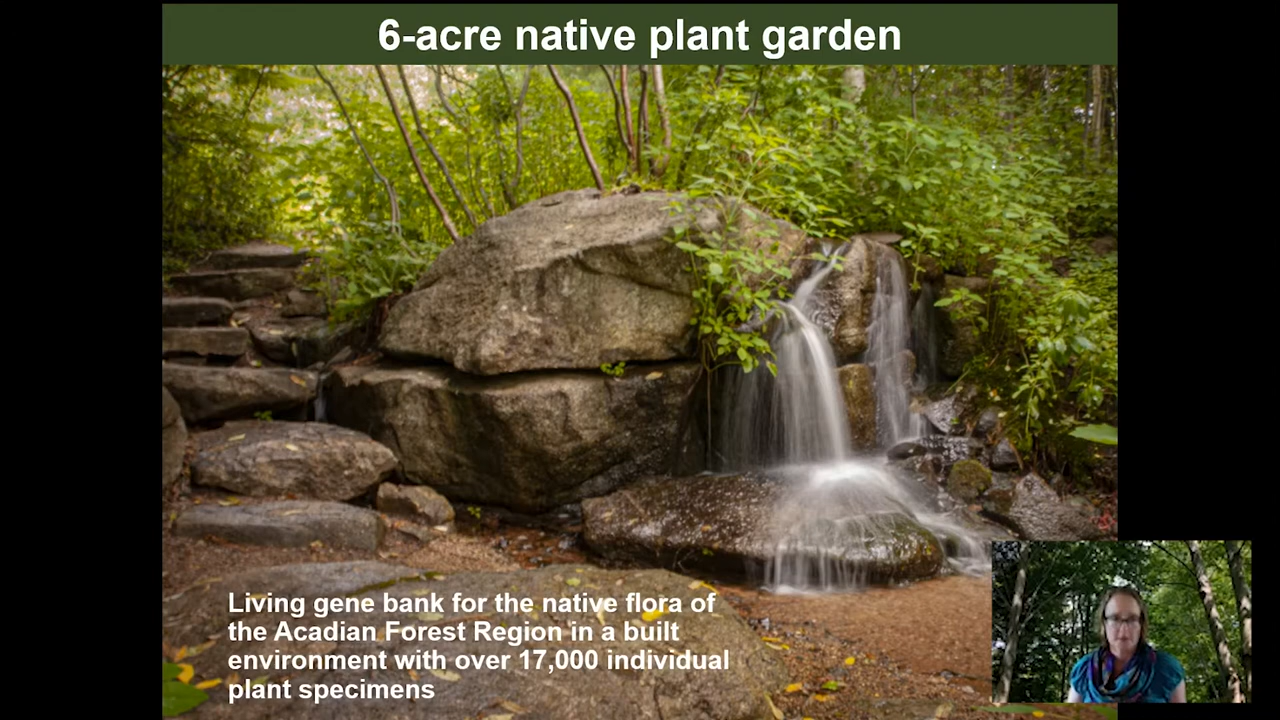 6-acre native plant garden
Living gene bank for the native flora of
the Acadian Forest Region in a built
environment with over 17,000 individual
plant specimens